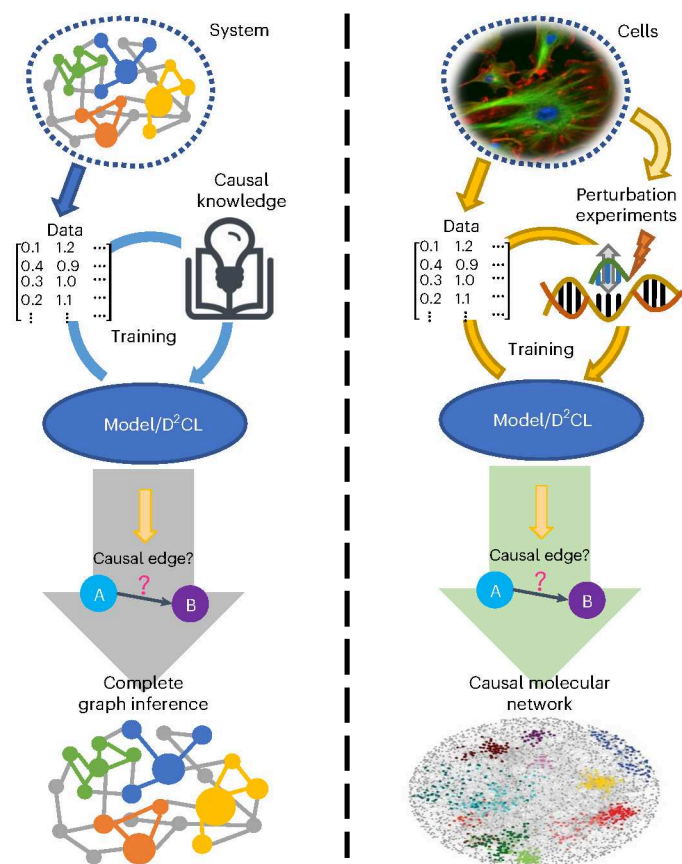 System
Causal
knowledge
Data
0.1 1.2 ...
0.4 0.9 ...
0.3 1.0 ...
0.2 1.1 ...
⋮ ⋮
Training
Model/D²CL
Causal edge?
?
A
B
Complete
graph inference
Cells
Perturbation
experiments
Data
0.1 1.2 ...
0.4 0.9 ...
0.3 1.0 ...
0.2 1.1 ...
⋮ ⋮
Training
Model/D²CL
Causal edge?
?
A
B
Causal molecular
network